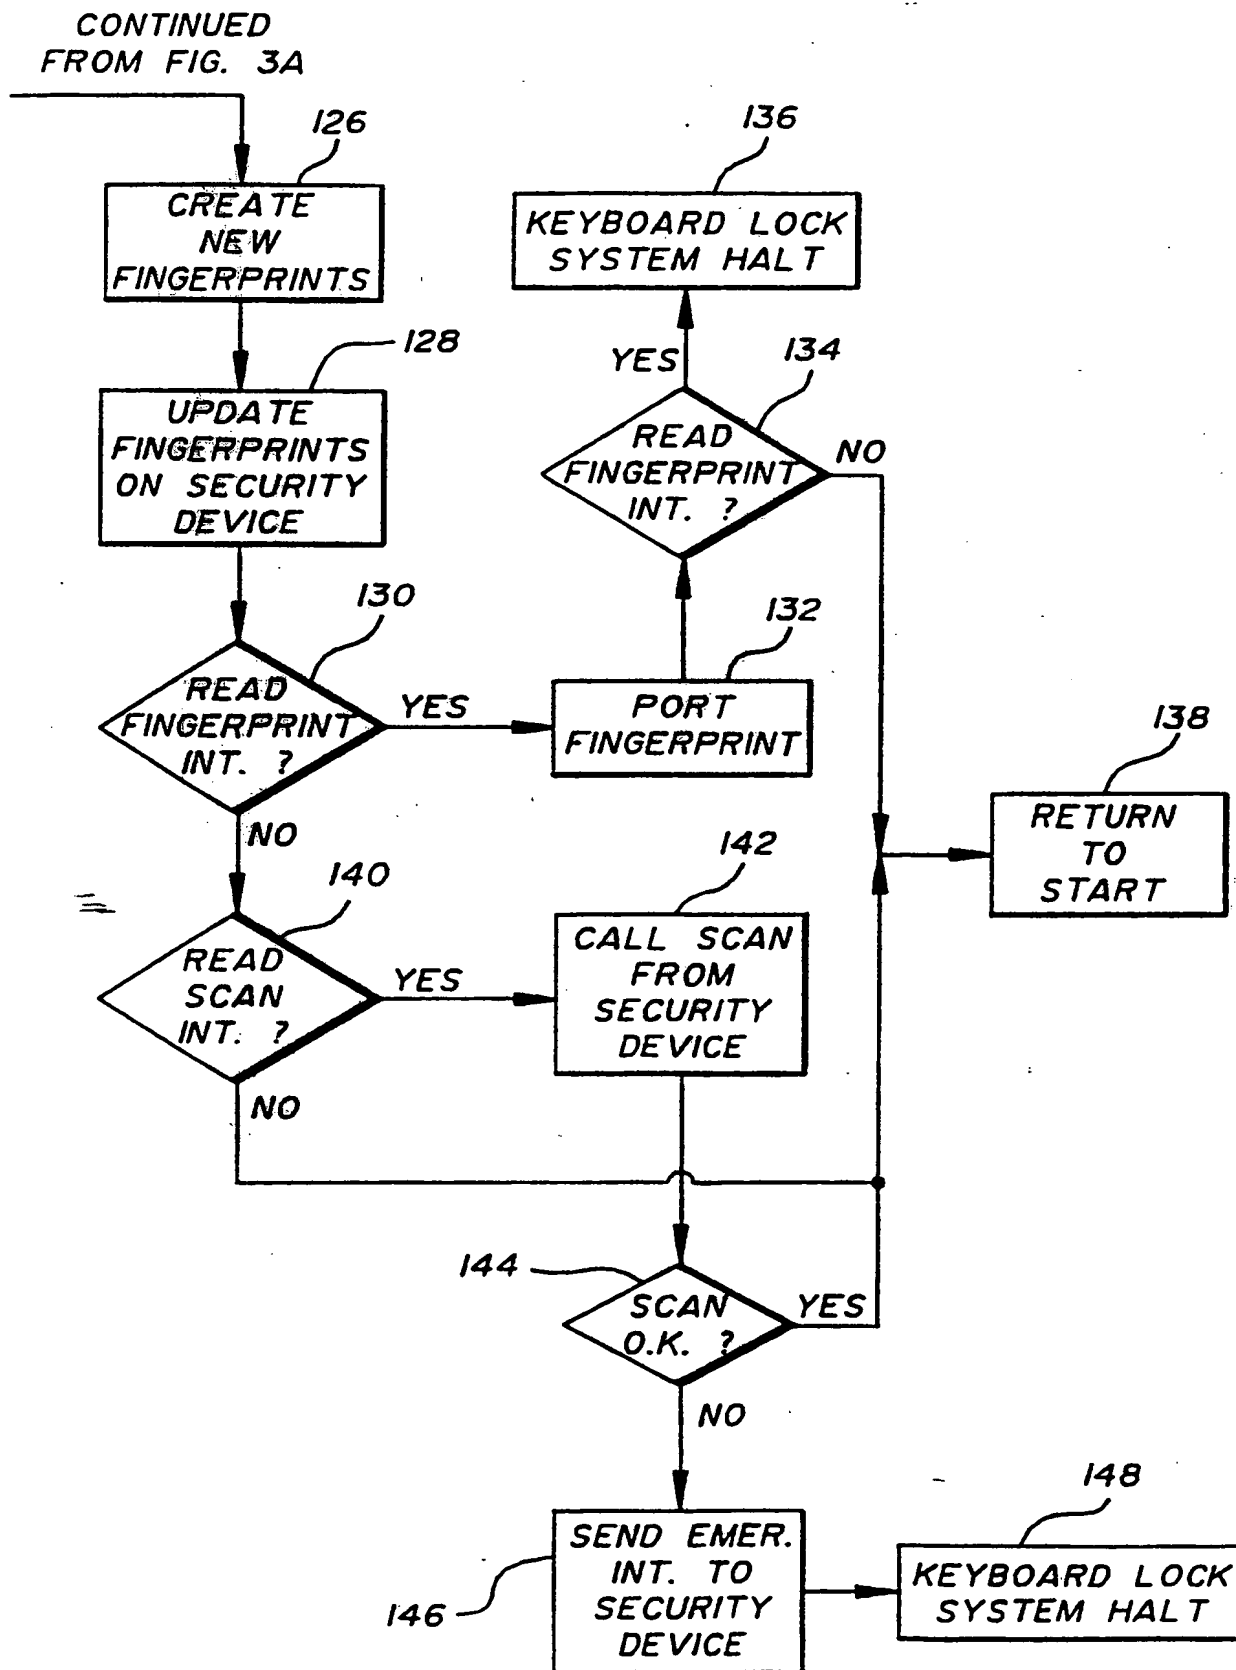 CONTINUED
FROM FIG. 3A
126
CREATE
NEW
FINGERPRINTS
128
UPDATE
FINGERPRINTS
ON SECURITY
DEVICE
130
READ
FINGERPRINT
INT. ?
YES
NO
132
PORT
FINGERPRINT
134
READ
FINGERPRINT
INT. ?
YES
NO
136
KEYBOARD LOCK
SYSTEM HALT
138
RETURN
TO
START
140
READ
SCAN
INT. ?
YES
NO
142
CALL SCAN
FROM
SECURITY
DEVICE
144
SCAN
O.K. ?
YES
NO
146
SEND EMER.
INT. TO
SECURITY
DEVICE
148
KEYBOARD LOCK
SYSTEM HALT